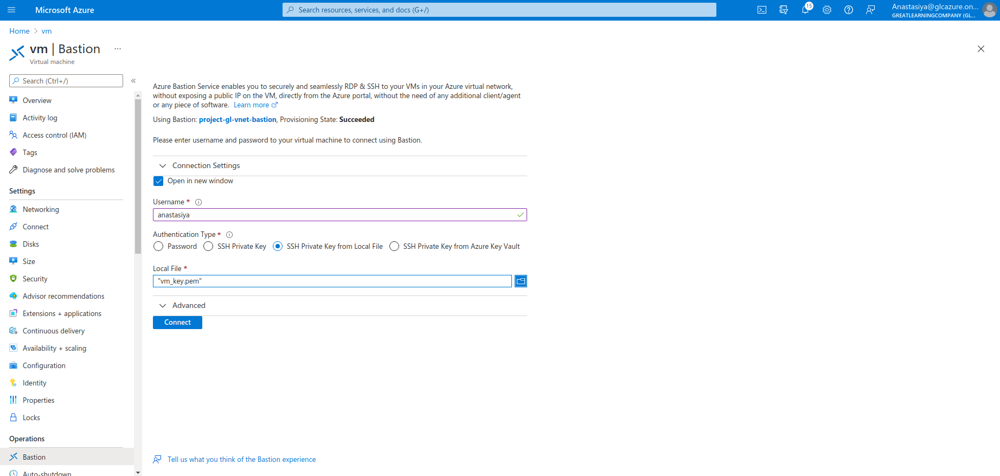 Microsoft Azure
Search resources, services, and docs (G+/)
15
Anastasiya@glcazure.on...
GREATLEARNINGCOMPANY (GL...
Home > vm
vm | Bastion ...
Virtual machine
Search (Ctrl+/)
«
Overview
Activity log
Access control (IAM)
Tags
Diagnose and solve problems
Settings
Networking
Connect
Disks
Size
Security
Advisor recommendations
Extensions + applications
Continuous delivery
Availability + scaling
Configuration
Identity
Properties
Locks
Operations
Bastion
Auto-shutdown
Azure Bastion Service enables you to securely and seamlessly RDP & SSH to your VMs in your Azure virtual network,
without exposing a public IP on the VM, directly from the Azure portal, without the need of any additional client/agent
or any piece of software. Learn more
Using Bastion: project-gl-vnet-bastion, Provisioning State: Succeeded
Please enter username and password to your virtual machine to connect using Bastion.
Connection Settings
Open in new window
Username *
anastasiya
Authentication Type *
Password SSH Private Key SSH Private Key from Local File SSH Private Key from Azure Key Vault
Local File *
"vm_key.pem"
Advanced
Connect
Tell us what you think of the Bastion experience